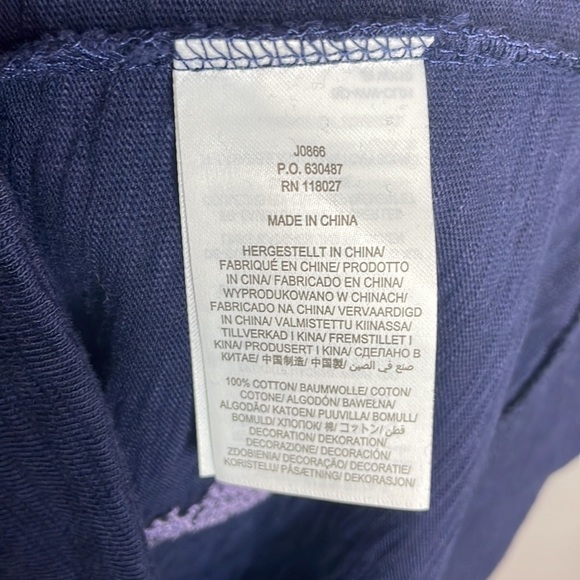 J0866
P.O. 630487
RN 118027
MADE IN CHINA
HERGESTELLT IN CHINA/
FABRIQUÉ EN CHINE/ PRODOTTO
IN CINA/ FABRICADO EN CHINA/
WYPRODUKOWANO W CHINACH/
FABRICADO NA CHINA/ VERVAARDIGD
IN CHINA/ VALMISTETTU KIINASSA/
TILLVERKAD I KINA/ FREMSTILLET I
KINA/ PRODUSERT I KINA/ СДЕЛАНО В
КИТАЕ/ 中国制造/ 中国製/ صنع في الصين
100% COTTON/ BAUMWOLLE/ COTON/
COTONE/ ALGODÓN/ BAWEŁNA/
ALGODÃO/ KATOEN/ PUUVILLA/ BOMULL/
BOMULD/ ХЛОПОК/ 棉/ コットン/ قطن
DECORATION/ DEKORATION/
DECORAZIONE/ DECORACIÓN/
ZDOBIENIA/ DECORAÇÃO/ DECORATIE/
KORISTELU/ PÅSÆTNING/ DEKORASJON/